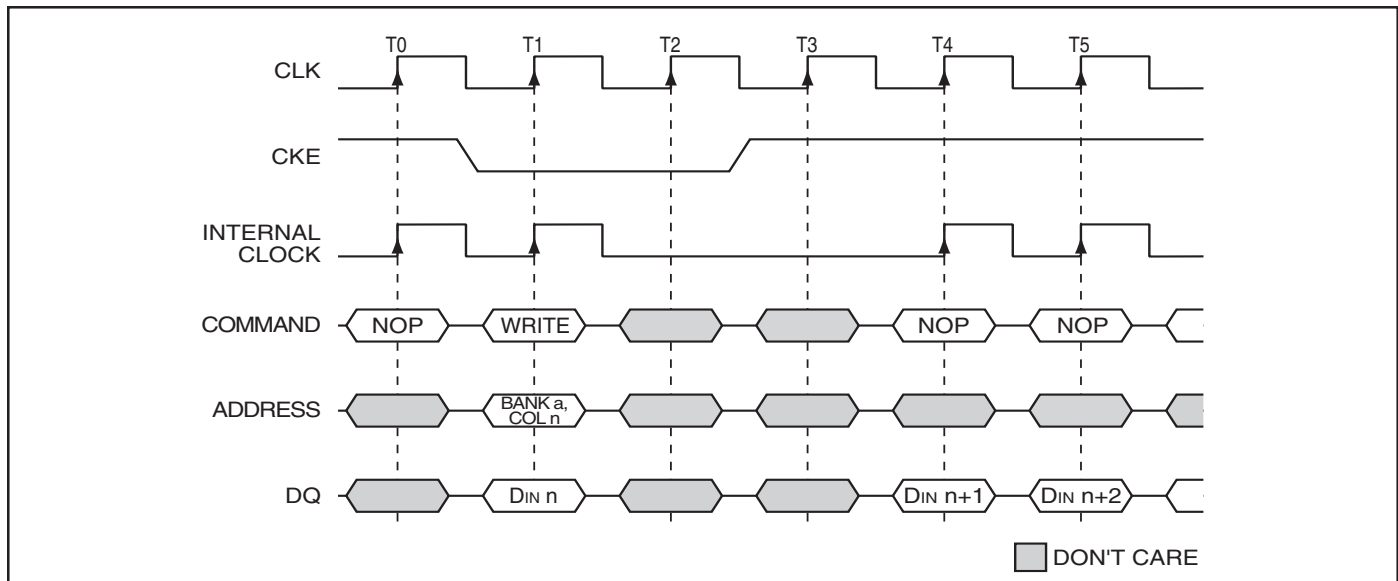 T0 T1 T2 T3 T4 T5
CLK
CKE
INTERNAL
CLOCK
COMMAND NOP WRITE NOP NOP
ADDRESS BANK a,
COL n
DQ DIN n DIN n+1 DIN n+2
DON'T CARE